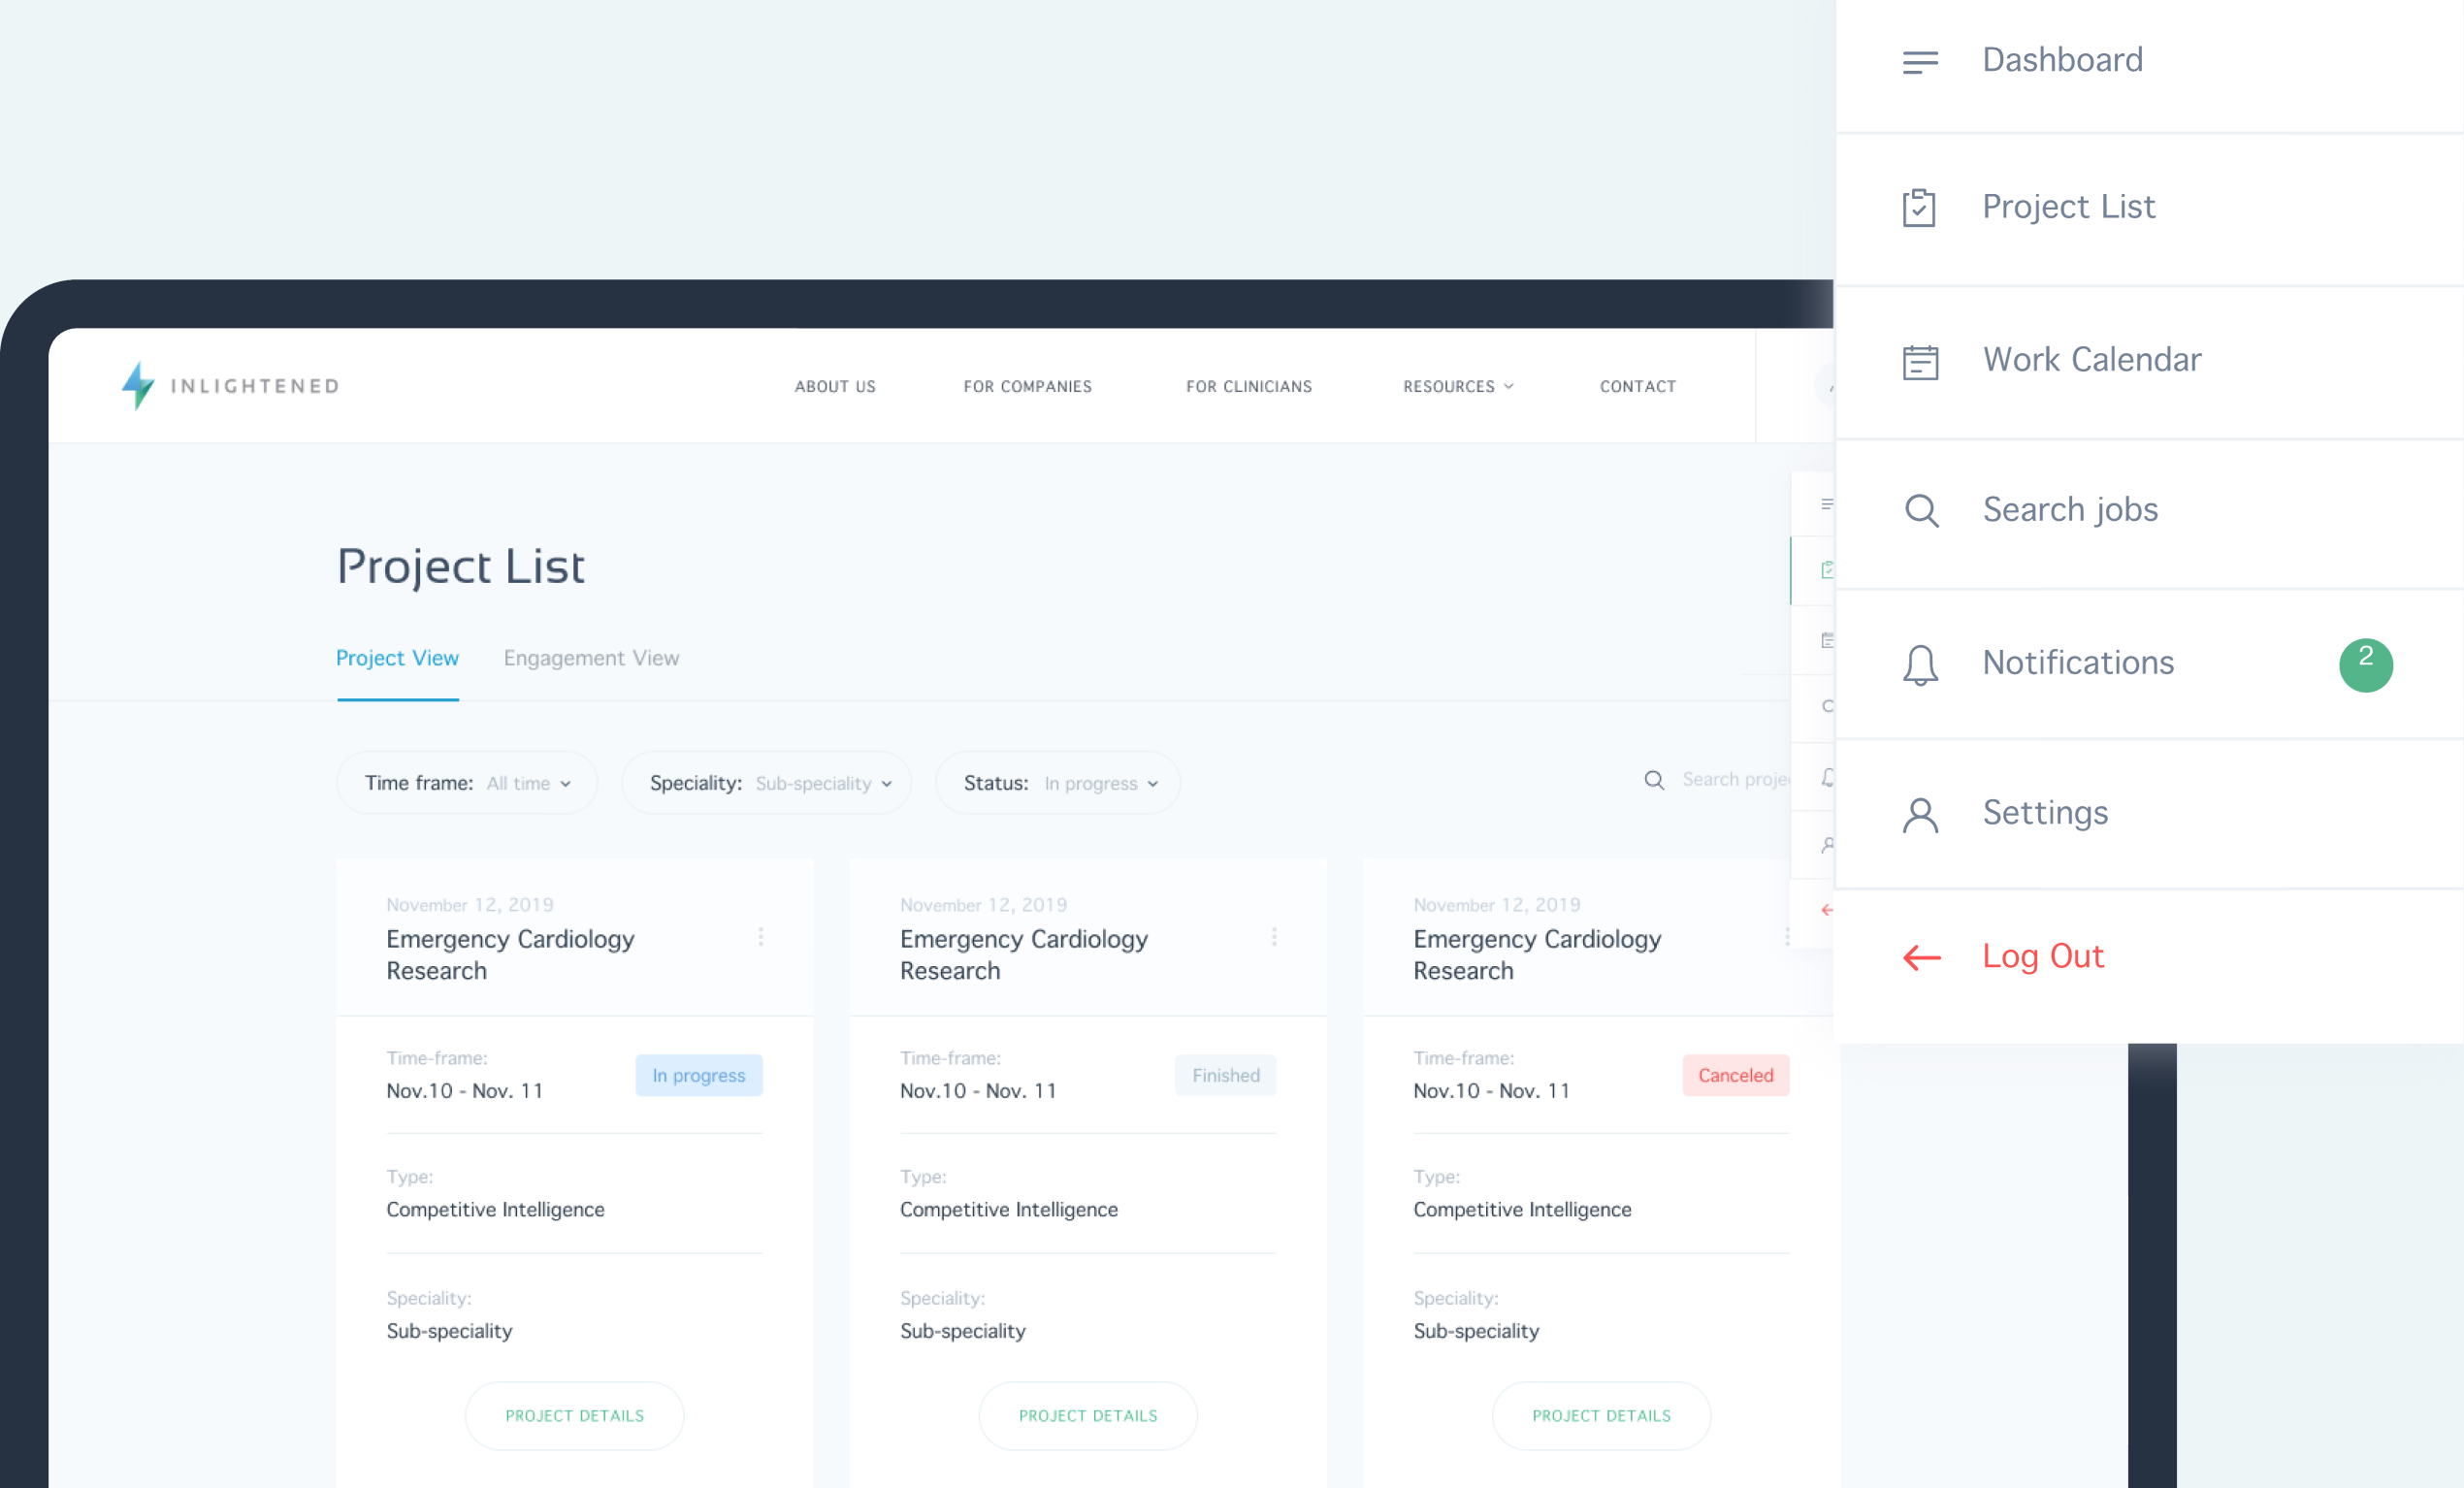 Dashboard
Project List
Work Calendar
Search jobs
Notifications 2
Settings
Log Out
INLIGHTENED ABOUT US FOR COMPANIES FOR CLINICIANS RESOURCES CONTACT
Project List
Project View Engagement View
Time frame: All time Speciality: Sub-speciality Status: In progress Search
November 12, 2019
Emergency Cardiology
Research
Time-frame:
Nov.10 - Nov. 11
In progress
Type:
Competitive Intelligence
Speciality:
Sub-speciality
PROJECT DETAILS
November 12, 2019
Emergency Cardiology
Research
Time-frame:
Nov.10 - Nov. 11
Finished
Type:
Competitive Intelligence
Speciality:
Sub-speciality
PROJECT DETAILS
November 12, 2019
Emergency Cardiology
Research
Time-frame:
Nov.10 - Nov. 11
Canceled
Type:
Competitive Intelligence
Speciality:
Sub-speciality
PROJECT DETAILS